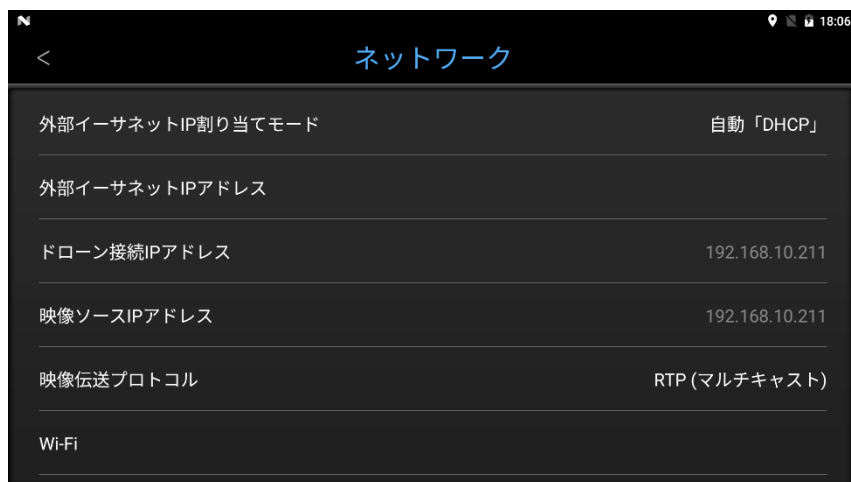 18:06
<
ネットワーク
外部イーサネットIP割り当てモード 自動「DHCP」
外部イーサネットIPアドレス
ドローン接続IPアドレス 192.168.10.211
映像ソースIPアドレス 192.168.10.211
映像伝送プロトコル RTP (マルチキャスト)
Wi-Fi